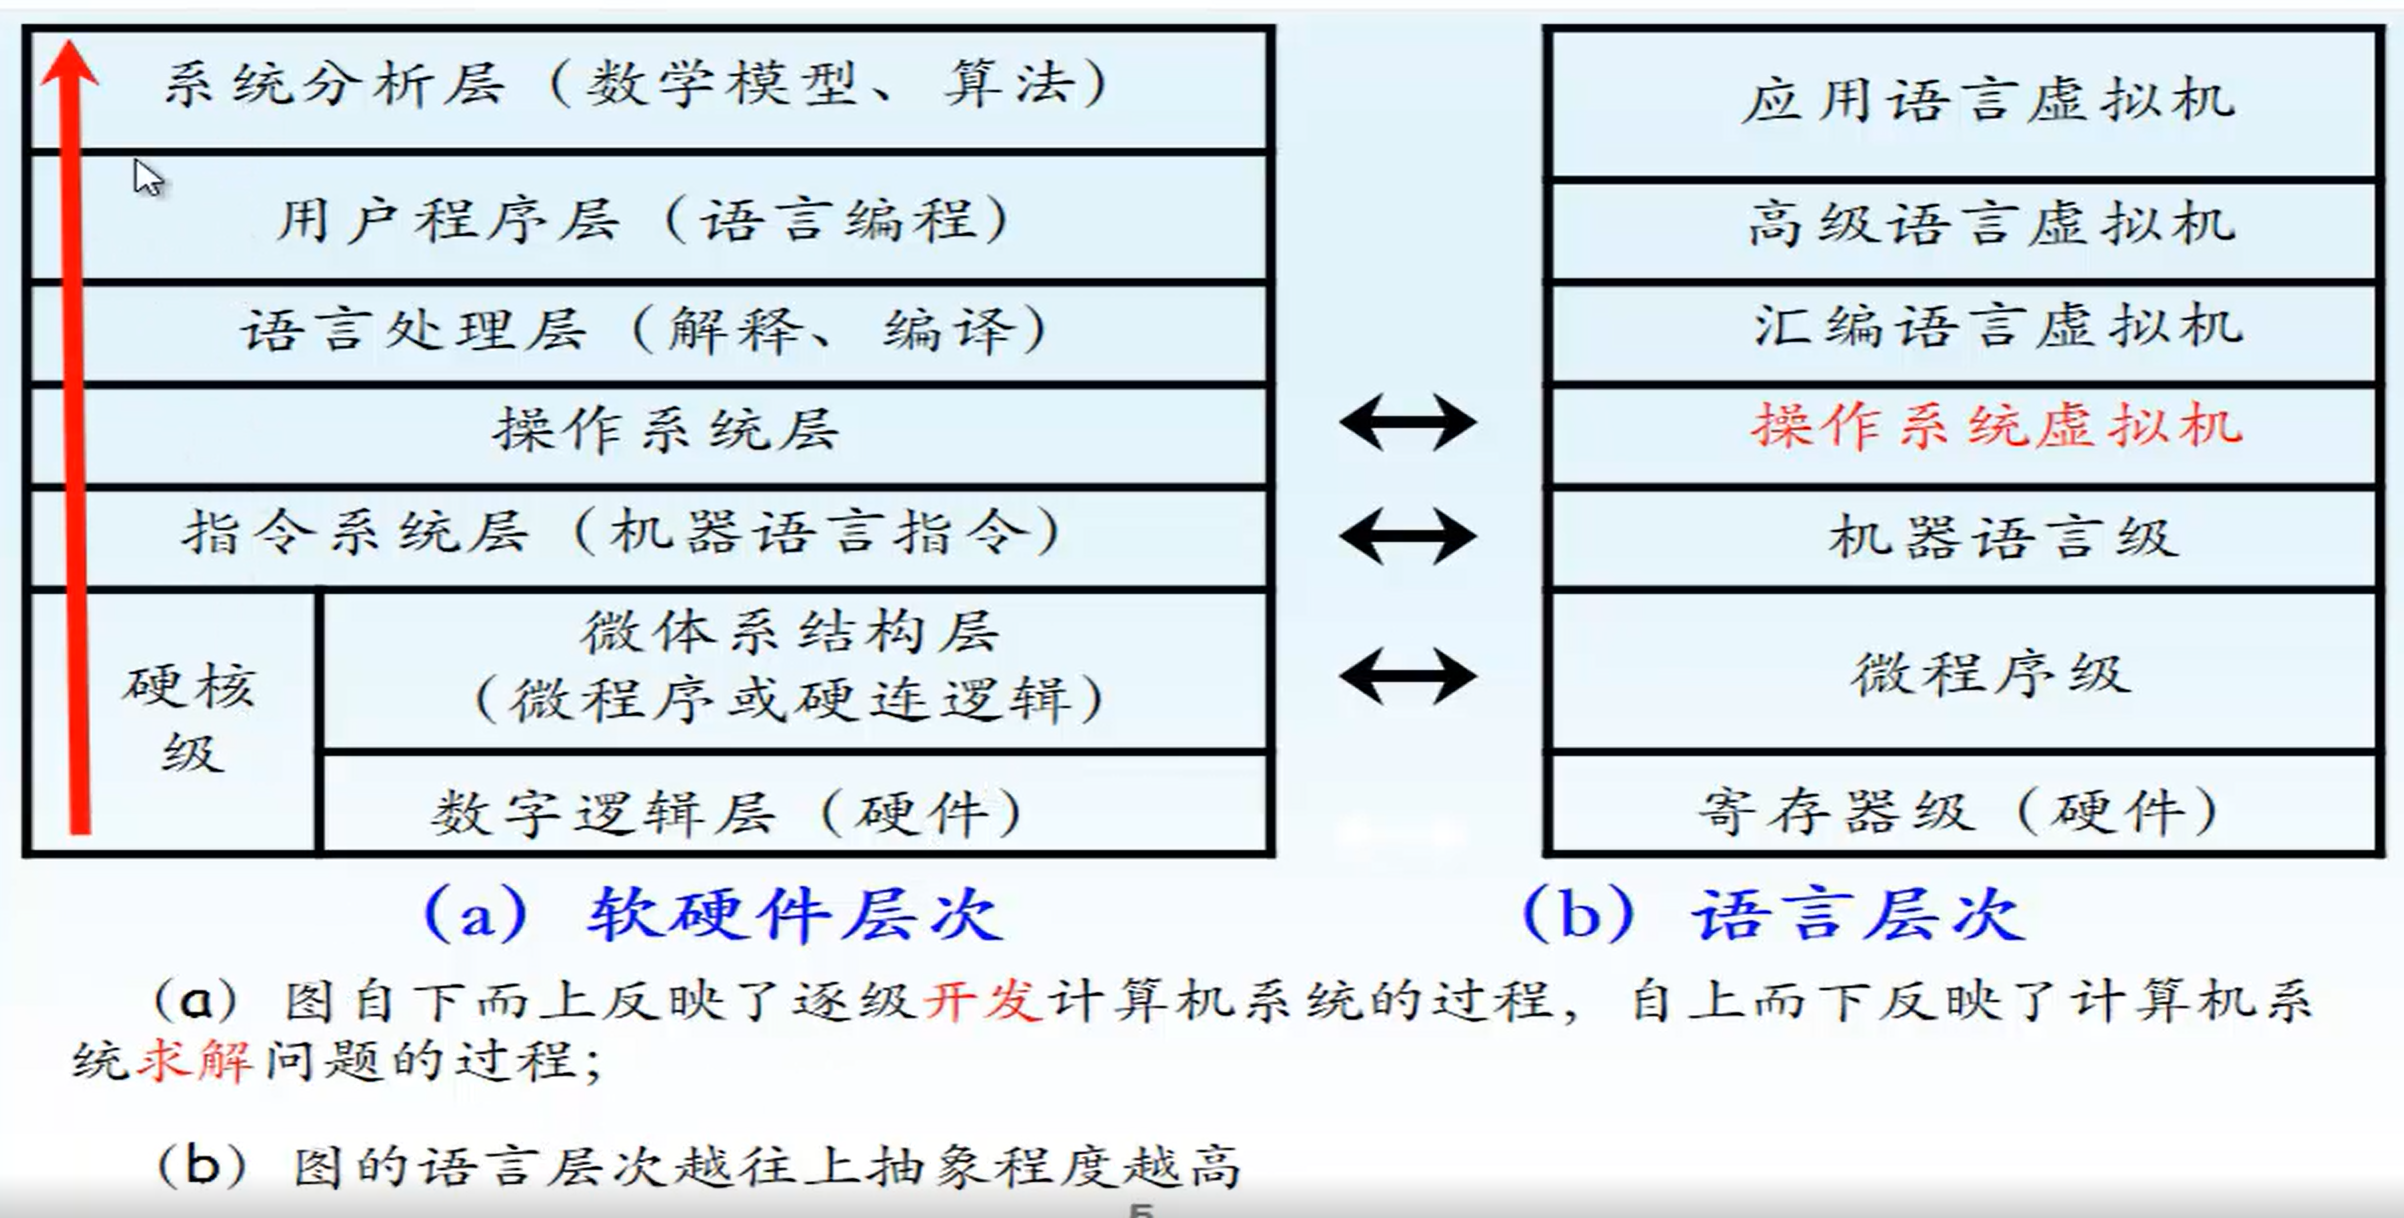 系统分析层（数学模型、算法）
用户程序层（语言编程）
语言处理层（解释、编译）
操作系统层
指令系统层（机器语言指令）
硬核
级
微体系结构层
（微程序或硬连逻辑）
数字逻辑层（硬件）
应用语言虚拟机
高级语言虚拟机
汇编语言虚拟机
操作系统虚拟机
机器语言级
微程序级
寄存器级（硬件）
（a）软硬件层次
（b）语言层次
（a）图自下而上反映了逐级开发计算机系统的过程，自上而下反映了计算机系
统求解问题的过程；
（b）图的语言层次越往上抽象程度越高